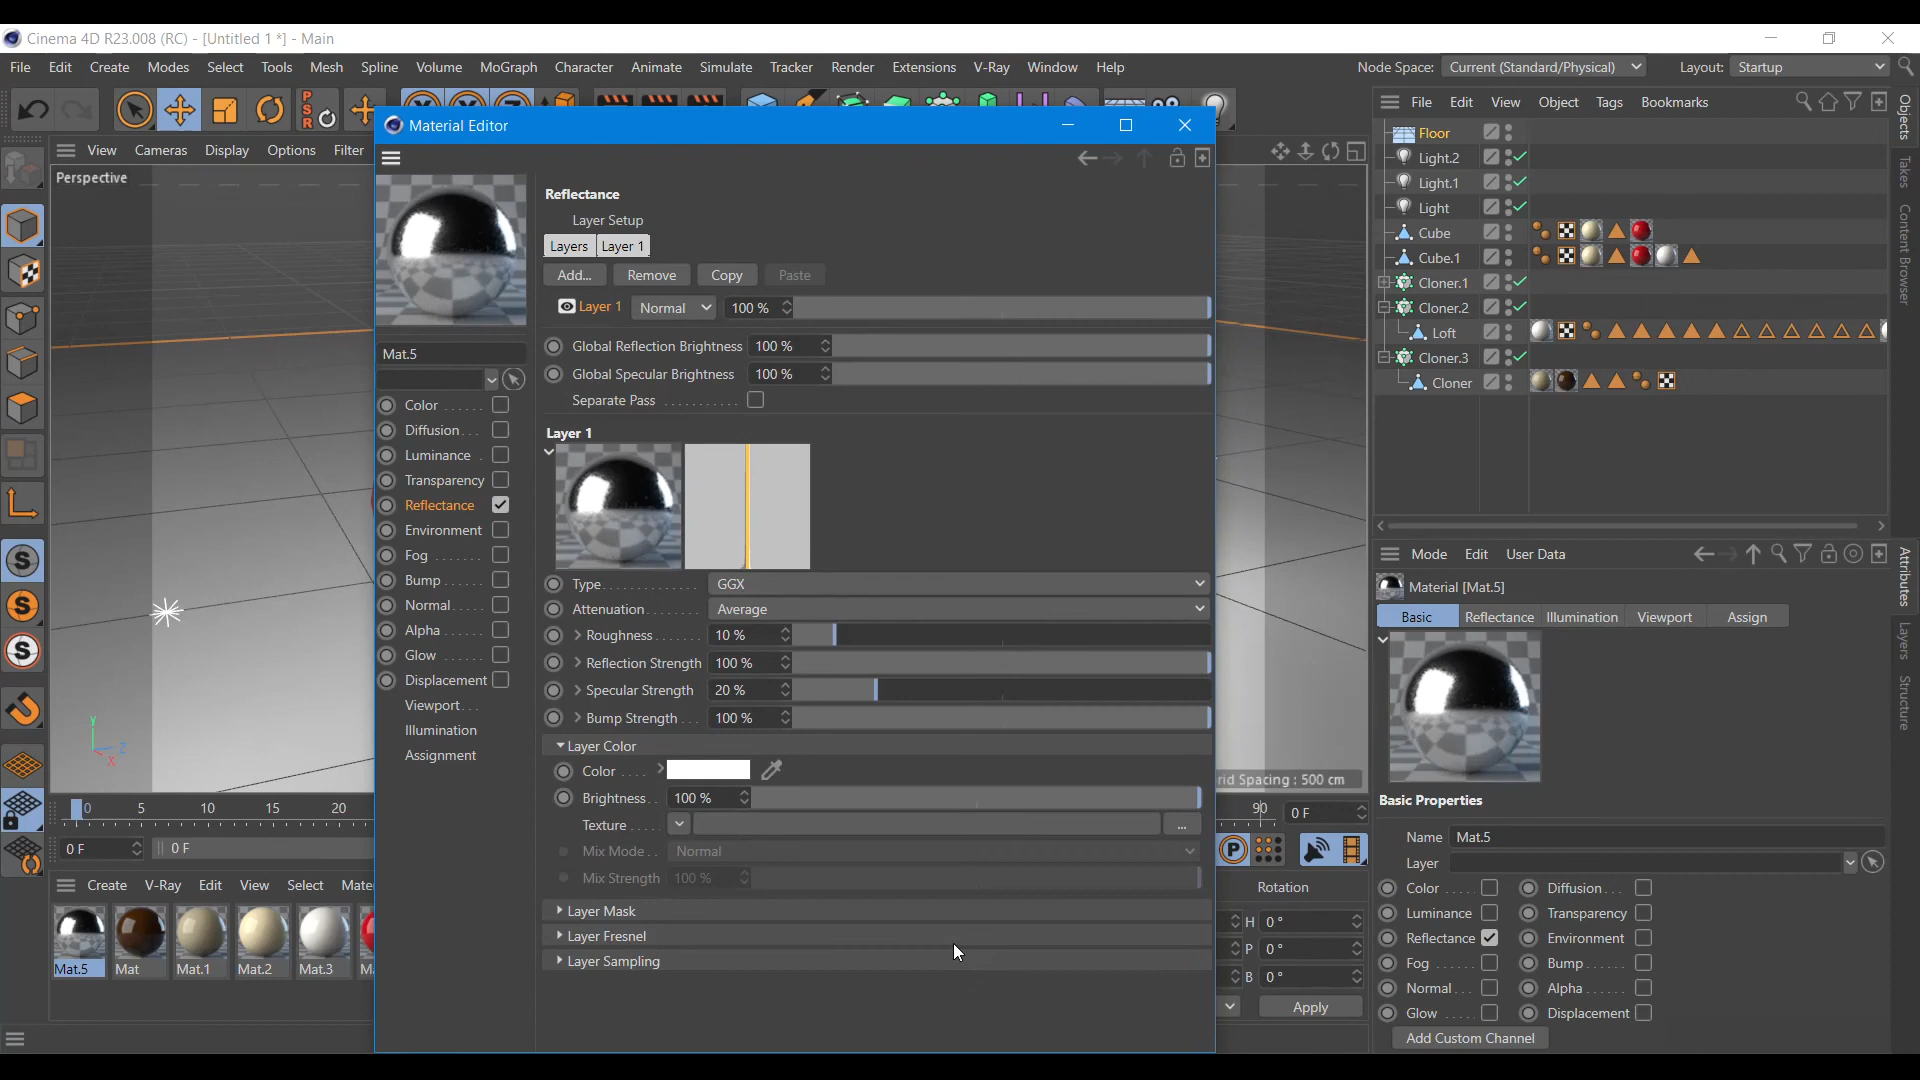 Cinema 4D R23.008 (RC) - [Untitled 1 *] - Main
File Edit Create Modes Select Tools Mesh Spline Volume MoGraph Character Animate Simulate Tracker Render Extensions V-Ray Window Help
Node Space: Current (Standard/Physical) Layout: Startup
PSR
View Cameras Display Options Filter
Perspective
Y
Z
X
rid Spacing : 500 cm
Material Editor
Mat.5
Color
Diffusion
Luminance
Transparency
Reflectance
Environment
Fog
Bump
Normal
Alpha
Glow
Displacement
Viewport
Illumination
Assignment
Reflectance
Layer Setup
Layers Layer 1
Add... Remove Copy Paste
Layer 1 Normal 100 %
Global Reflection Brightness 100 %
Global Specular Brightness 100 %
Separate Pass
Layer 1
Type GGX
Attenuation Average
Roughness 10 %
Reflection Strength 100 %
Specular Strength 20 %
Bump Strength 100 %
Layer Color
Color
Brightness 100 %
Texture ...
Mix Mode Normal
Mix Strength 100 %
Layer Mask
Layer Fresnel
Layer Sampling
0 5 10 15 20 90 0 F
0 F 0 F
P
Create V-Ray Edit View Select Mate
Mat.5 Mat Mat.1 Mat.2 Mat.3 Ma
Rotation
H 0 °
P 0 °
B 0 °
Apply
File Edit View Object Tags Bookmarks
Floor
Light.2
Light.1
Light
Cube
Cube.1
Cloner.1
Cloner.2
Loft
Cloner.3
Cloner
Objects
Takes
Content Browser
Attributes
Layers
Structure
Mode Edit User Data
Material [Mat.5]
Basic Reflectance Illumination Viewport Assign
Basic Properties
Name Mat.5
Layer
Color Diffusion
Luminance Transparency
Reflectance Environment
Fog Bump
Normal Alpha
Glow Displacement
Add Custom Channel